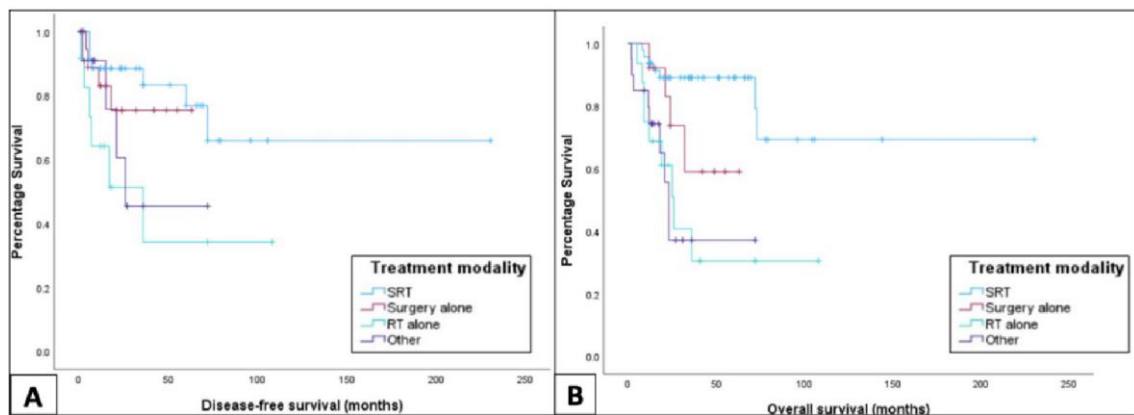 Percentage Survival
1.0
0.8
0.6
0.4
0.2
0.0
0
50
100
150
200
250
Disease-free survival (months)
Treatment modality
SRT
Surgery alone
RT alone
Other
A
Percentage Survival
1.0
0.8
0.6
0.4
0.2
0.0
0
50
100
150
200
250
Overall survival (months)
Treatment modality
SRT
Surgery alone
RT alone
Other
B